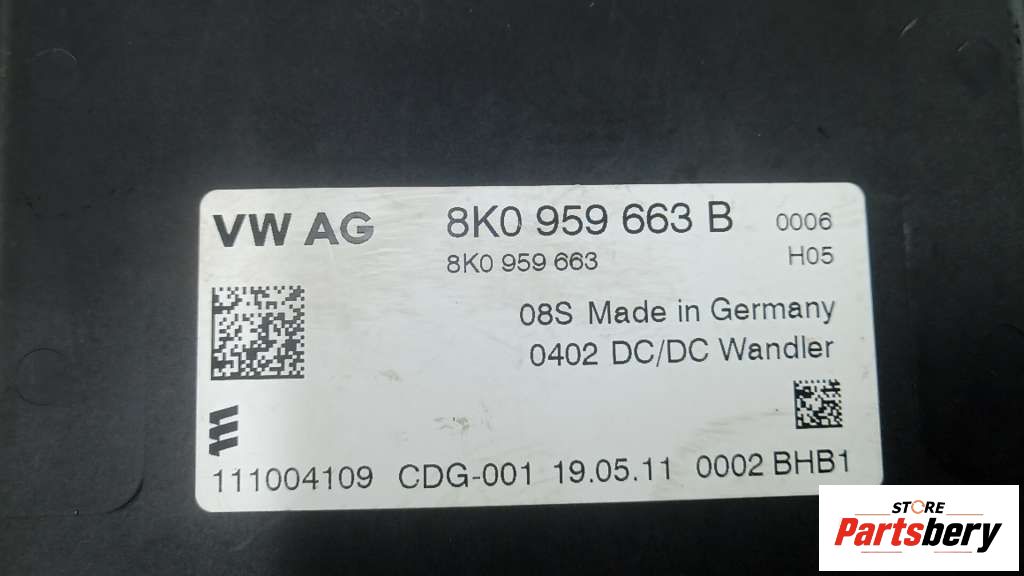 VW AG 8K0 959 663 B 0006
8K0 959 663 H05
08S Made in Germany
0402 DC/DC Wandler
111004109 CDG-001 19.05.11 0002 BHB1
STORE
Partsbery